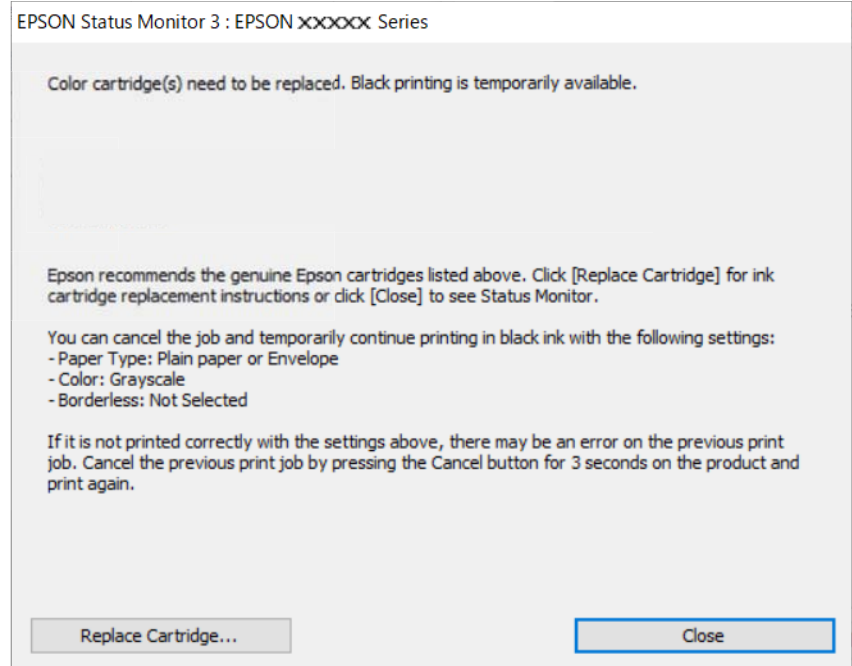 EPSON Status Monitor 3 : EPSON XXXXX Series
Color cartridge(s) need to be replaced. Black printing is temporarily available.
Epson recommends the genuine Epson cartridges listed above. Click [Replace Cartridge] for ink
cartridge replacement instructions or click [Close] to see Status Monitor.
You can cancel the job and temporarily continue printing in black ink with the following settings:
- Paper Type: Plain paper or Envelope
- Color: Grayscale
- Borderless: Not Selected
If it is not printed correctly with the settings above, there may be an error on the previous print
job. Cancel the previous print job by pressing the Cancel button for 3 seconds on the product and
print again.
Replace Cartridge... Close